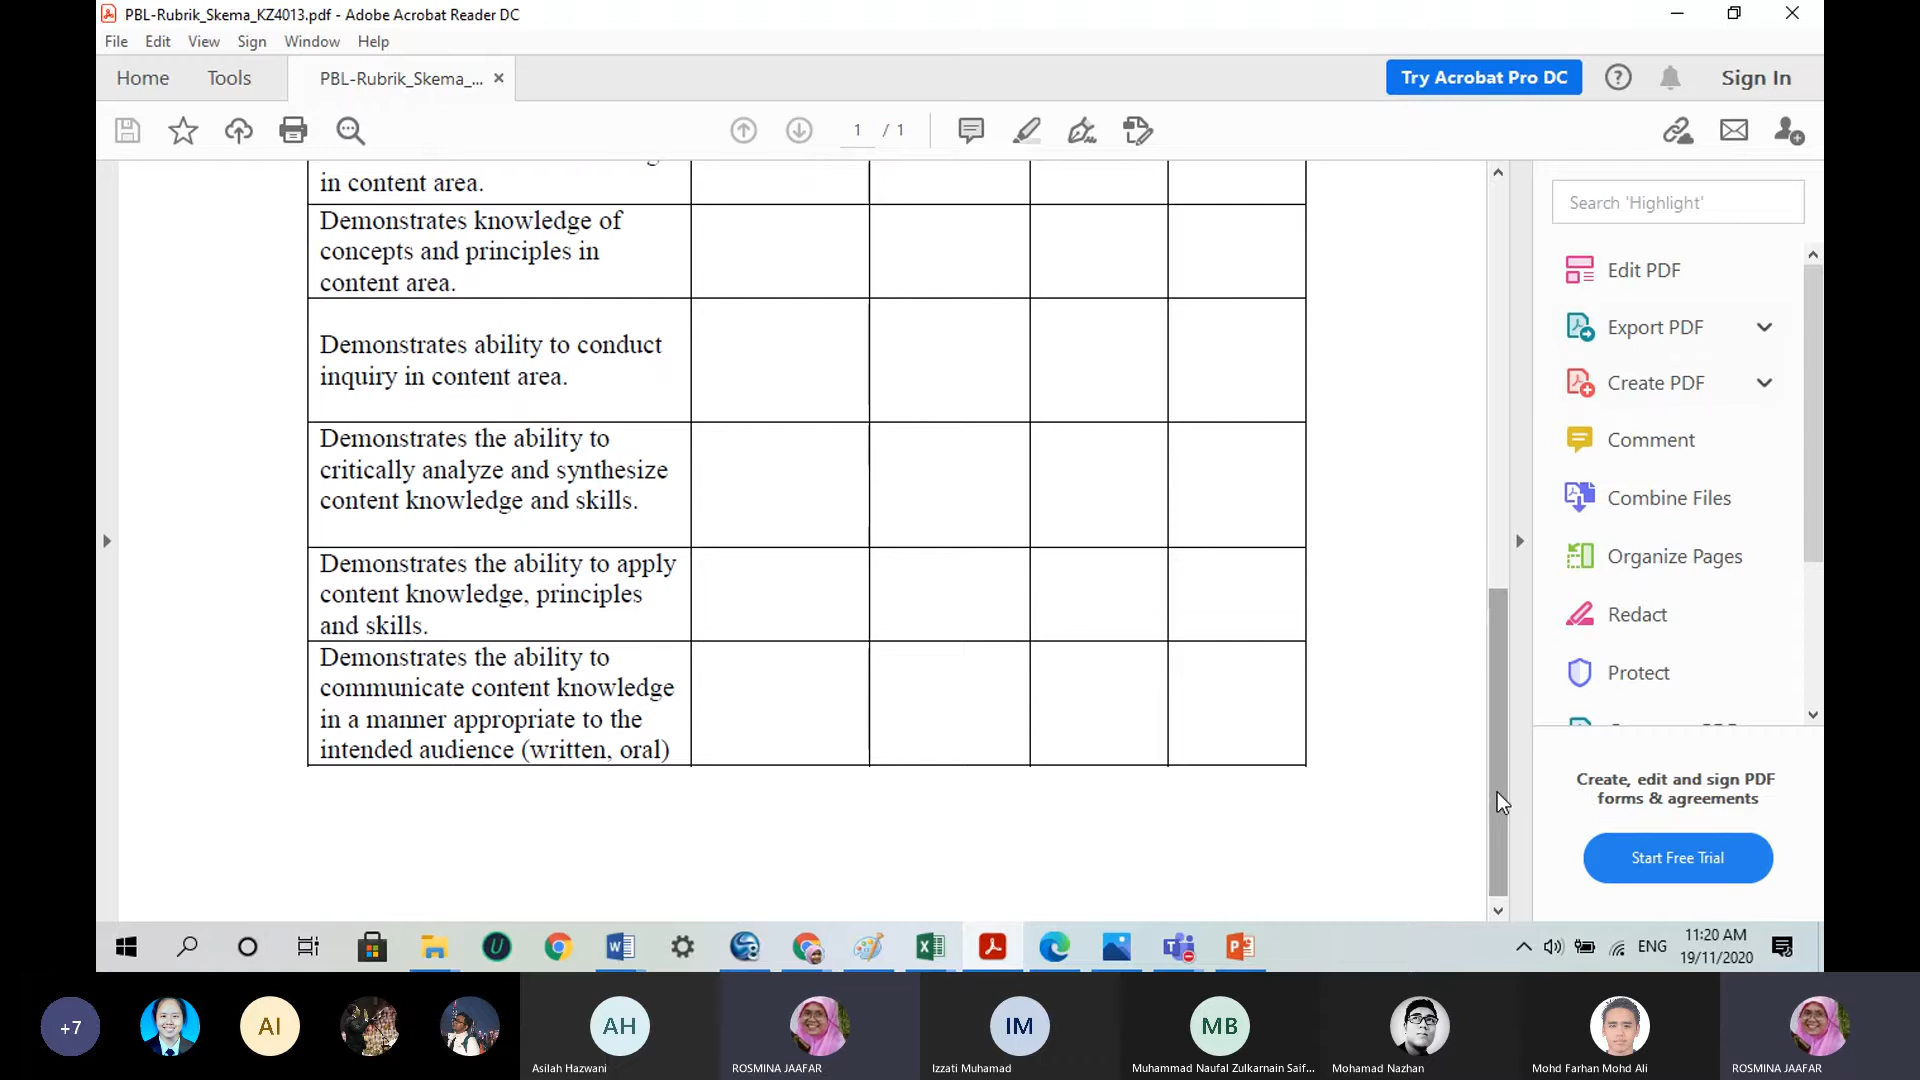 PBL-Rubrik_Skema_KZ4013.pdf - Adobe Acrobat Reader DC
File Edit View Sign Window Help
Home Tools PBL-Rubrik_Skema_... × Try Acrobat Pro DC Sign In
1 / 1
in content area.
Demonstrates knowledge of
concepts and principles in
content area.
Demonstrates ability to conduct
inquiry in content area.
Demonstrates the ability to
critically analyze and synthesize
content knowledge and skills.
Demonstrates the ability to apply
content knowledge, principles
and skills.
Demonstrates the ability to
communicate content knowledge
in a manner appropriate to the
intended audience (written, oral)
Search 'Highlight'
Edit PDF
Export PDF
Create PDF
Comment
Combine Files
Organize Pages
Redact
Protect
Create, edit and sign PDF
forms & agreements
Start Free Trial
ENG
11:20 AM
19/11/2020
+7
AI
AH
IM
MB
Asilah Hazwani
ROSMINA JAAFAR
Izzati Muhamad
Muhammad Naufal Zulkarnain Saif...
Mohamad Nazhan
Mohd Farhan Mohd Ali
ROSMINA JAAFAR